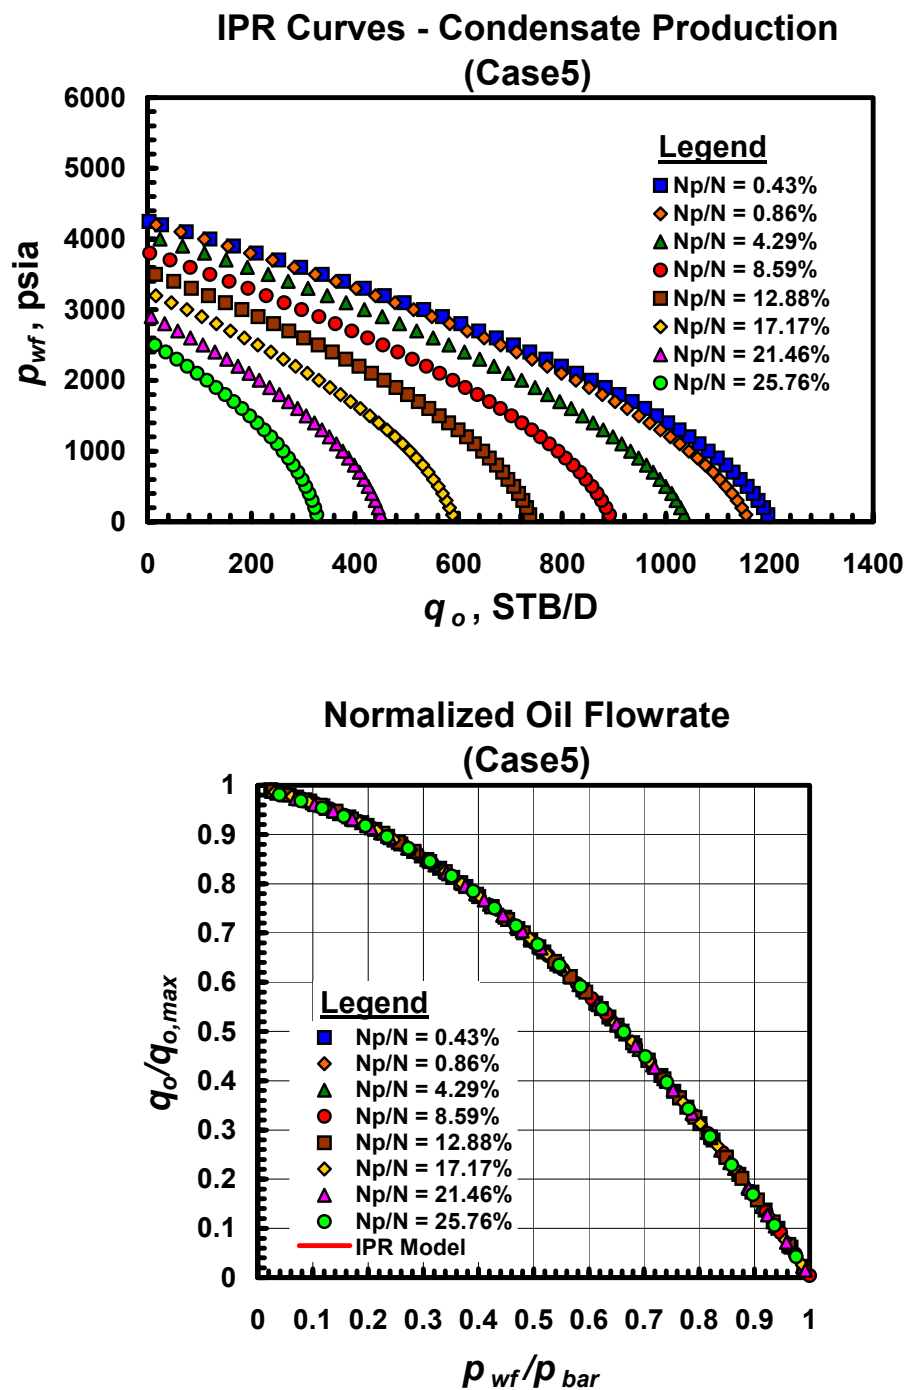 IPR Curves - Condensate Production
(Case5)
6000
5000
4000
3000
2000
1000
0
p wf , psia
Legend
Np/N = 0.43%
Np/N = 0.86%
Np/N = 4.29%
Np/N = 8.59%
Np/N = 12.88%
Np/N = 17.17%
Np/N = 21.46%
Np/N = 25.76%
0 200 400 600 800 1000 1200 1400
q o , STB/D
Normalized Oil Flowrate
(Case5)
1
0.9
0.8
0.7
0.6
0.5
0.4
0.3
0.2
0.1
0
qo/qo,max
Legend
Np/N = 0.43%
Np/N = 0.86%
Np/N = 4.29%
Np/N = 8.59%
Np/N = 12.88%
Np/N = 17.17%
Np/N = 21.46%
Np/N = 25.76%
IPR Model
0 0.1 0.2 0.3 0.4 0.5 0.6 0.7 0.8 0.9 1
p wf /p bar